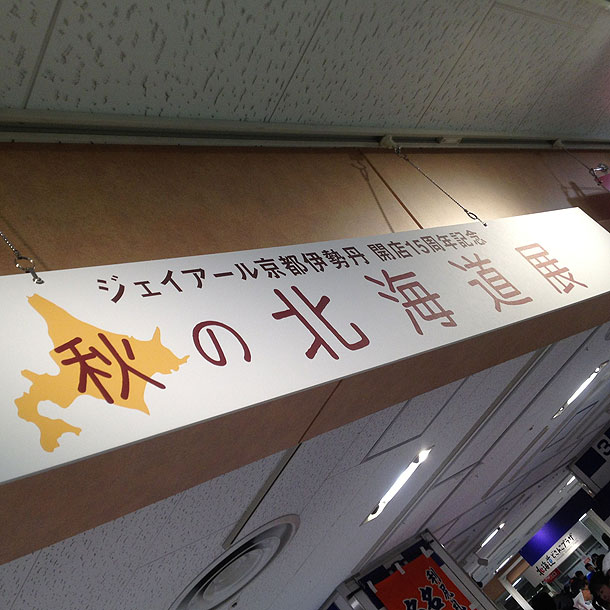 ジェイアール京都伊勢丹 開店15周年記念
秋の北海道展